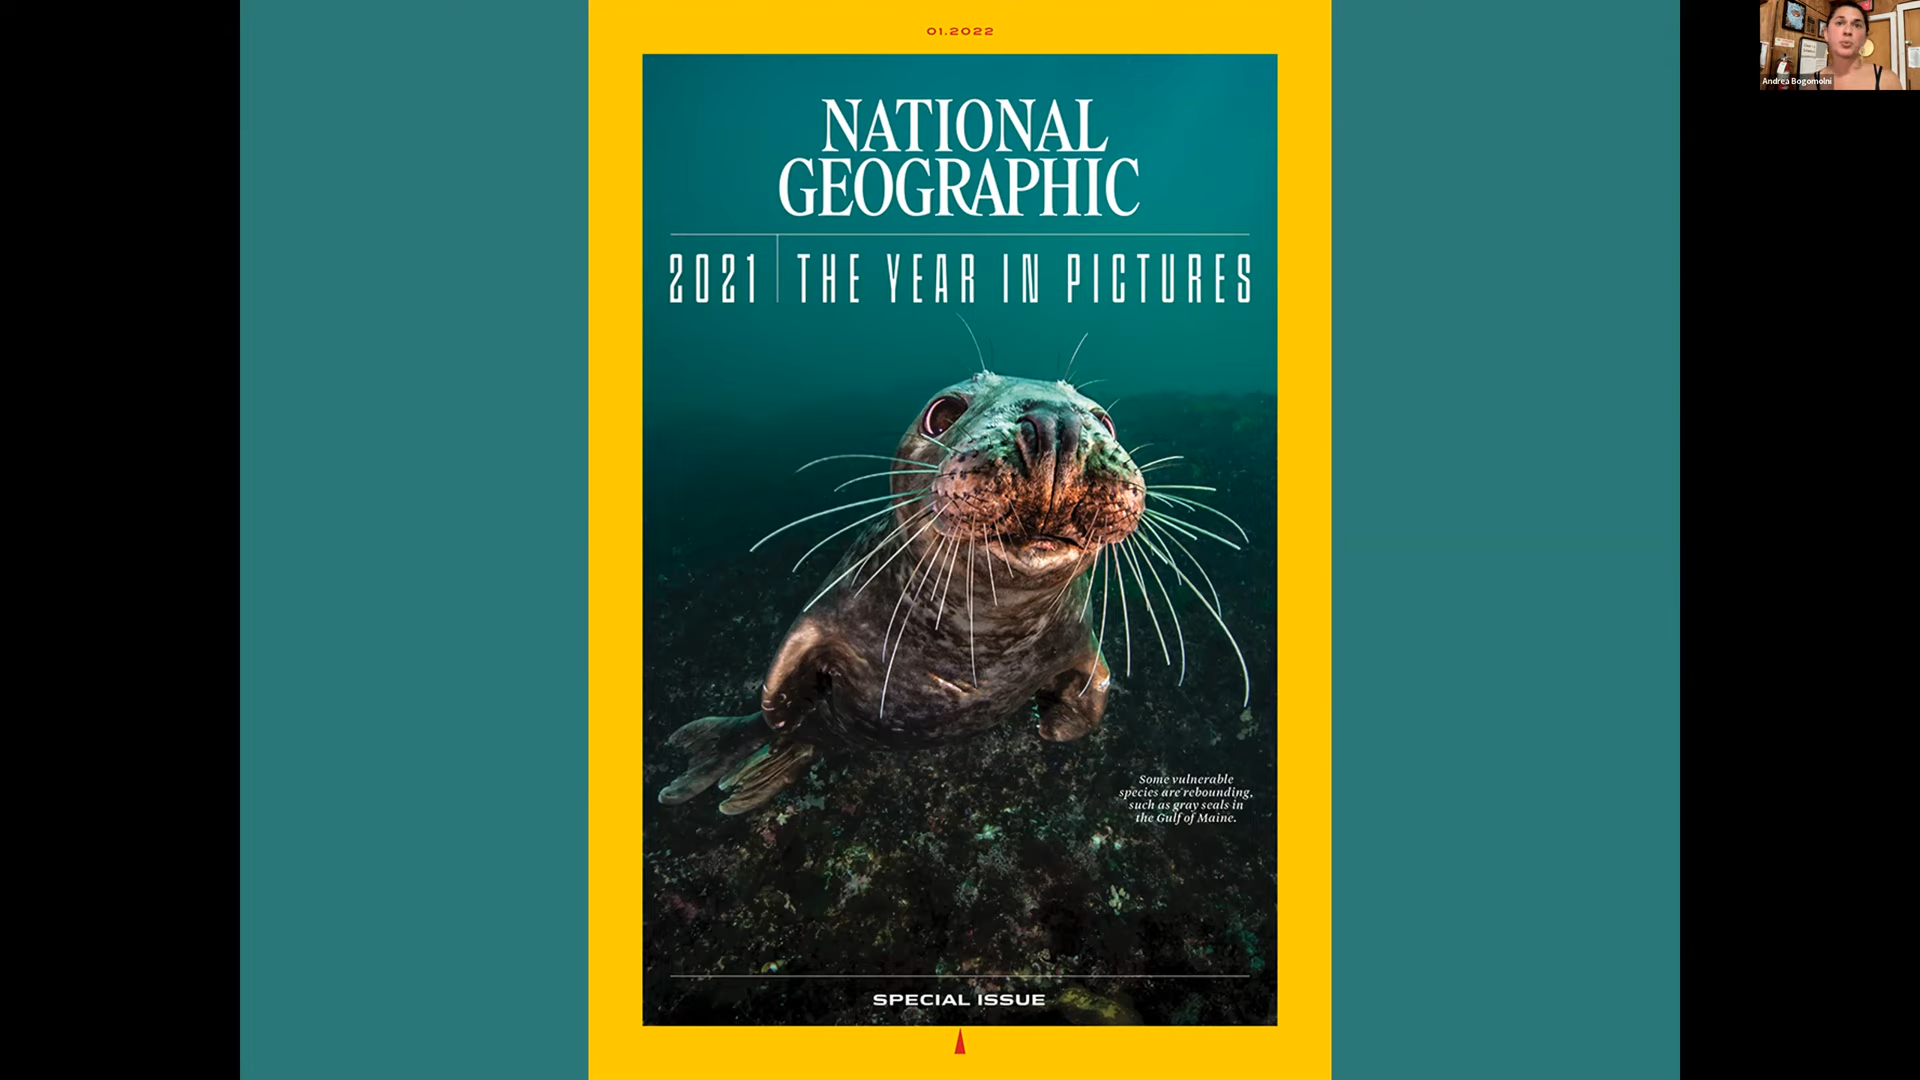 01.2022
NATIONAL
GEOGRAPHIC
2021 THE YEAR IN PICTURES
Some vulnerable
species are rebounding,
such as gray seals in
the Gulf of Maine.
SPECIAL ISSUE
Andrea Bogomolni